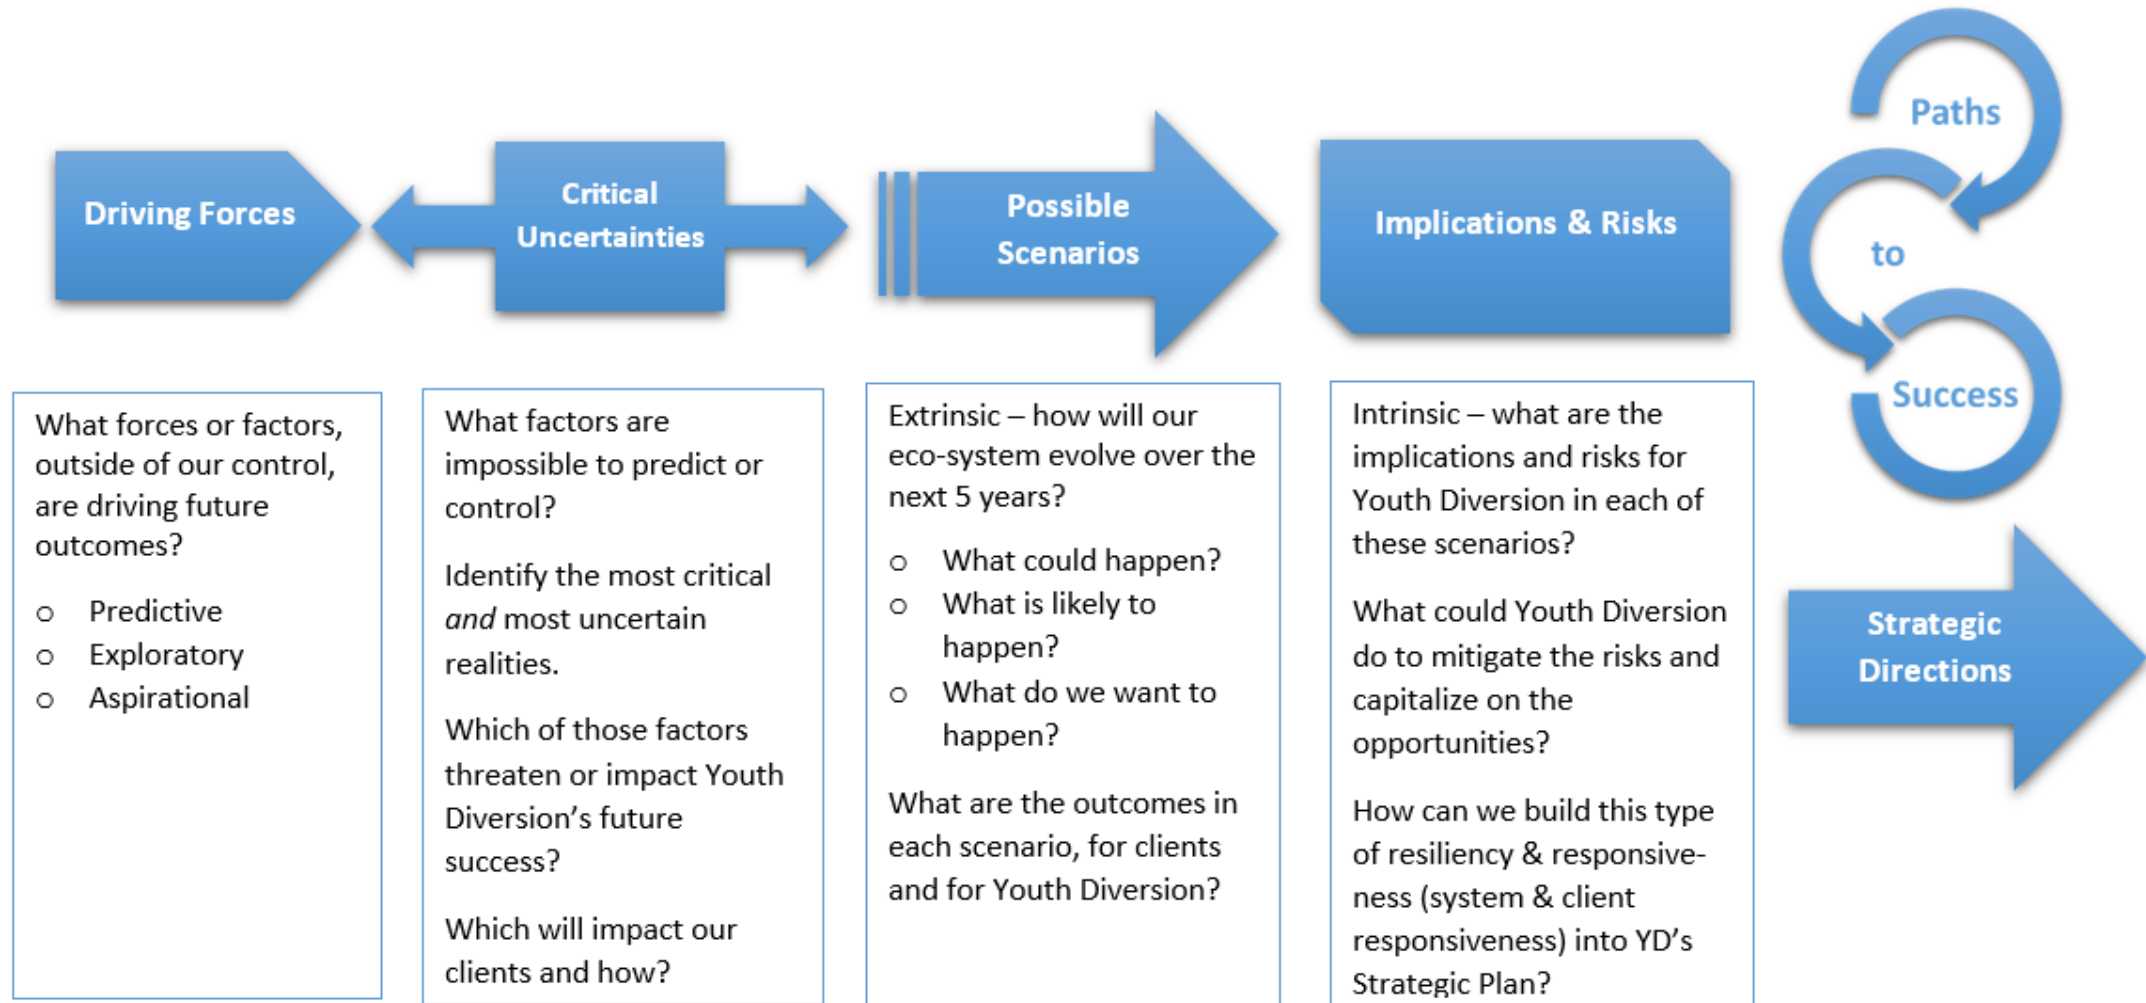 Driving Forces
Critical
Uncertainties
Possible
Scenarios
Implications & Risks
Paths
to
Success
What forces or factors,
outside of our control,
are driving future
outcomes?
o Predictive
o Exploratory
o Aspirational
What factors are
impossible to predict or
control?
Identify the most critical
and most uncertain
realities.
Which of those factors
threaten or impact Youth
Diversion’s future
success?
Which will impact our
clients and how?
Extrinsic – how will our
eco-system evolve over the
next 5 years?
o What could happen?
o What is likely to
happen?
o What do we want to
happen?
What are the outcomes in
each scenario, for clients
and for Youth Diversion?
Intrinsic – what are the
implications and risks for
Youth Diversion in each of
these scenarios?
What could Youth Diversion
do to mitigate the risks and
capitalize on the
opportunities?
How can we build this type
of resiliency & responsive-
ness (system & client
responsiveness) into YD’s
Strategic Plan?
Strategic
Directions